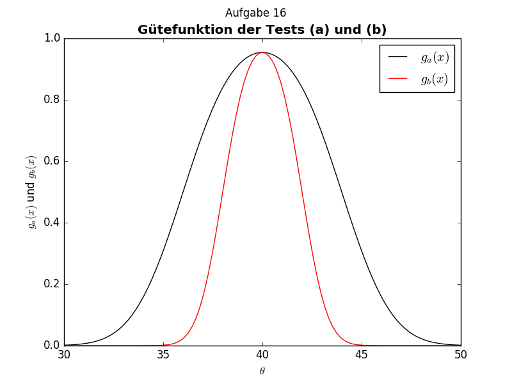 Aufgabe 16
Gütefunktion der Tests (a) und (b)
1.0
0.8
0.6
0.4
0.2
0.0
g_a(x) und g_b(x)
g_a(x)
g_b(x)
30 35 40 45 50
θ